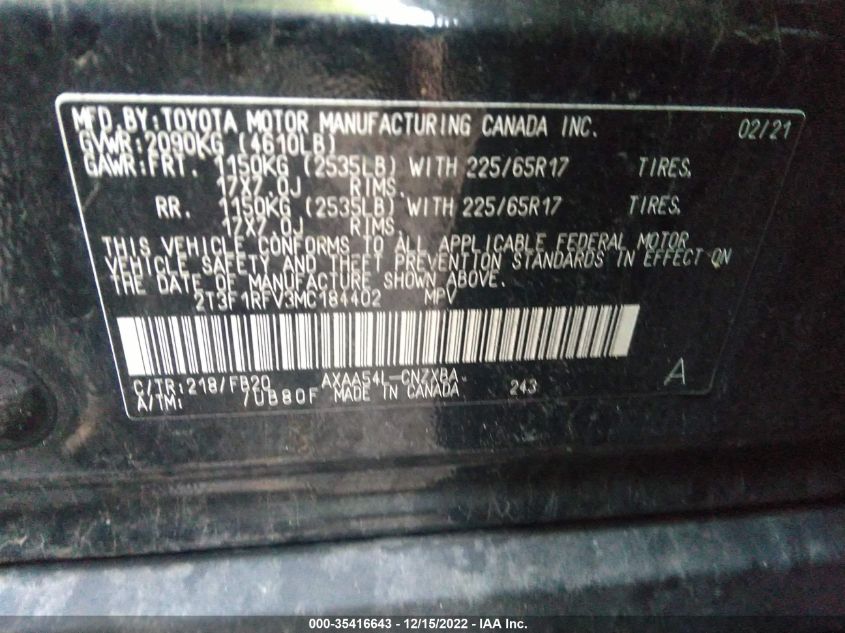 MFD.BY:TOYOTA MOTOR MANUFACTURING CANADA INC. 02/21
GVWR:2090KG (4610LB)
GAWR:FRT. 1150KG (2535LB) WITH 225/65R17 TIRES,
17X7.0J RIMS.
RR. 1150KG (2535LB) WITH 225/65R17 TIRES,
17X7.0J RIMS.
THIS VEHICLE CONFORMS TO ALL APPLICABLE FEDERAL MOTOR
VEHICLE SAFETY AND THEFT PREVENTION STANDARDS IN EFFECT ON
THE DATE OF MANUFACTURE SHOWN ABOVE.
2T3F1RFV3MC184402 MPV
C/TR:218/FB20 AXAA54L-CNZXBA A
A/TM: /UB80F MADE IN CANADA 243
000-35416643 - 12/15/2022 - IAA Inc.